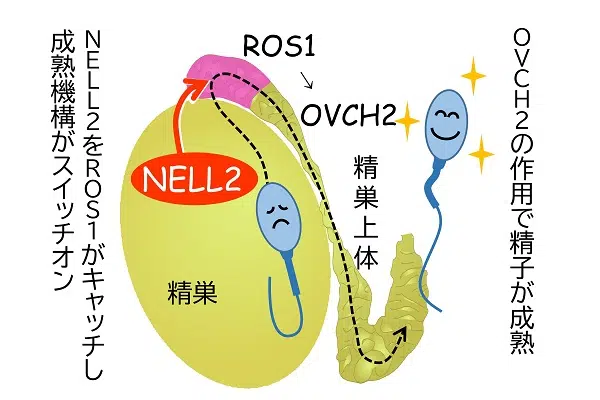 NELL2をROS1がキャッチし
成熟機構がスイッチオン
ROS1
→
OVCH2
NELL2
精巣
精巣上体
OVCH2の作用で精子が成熟